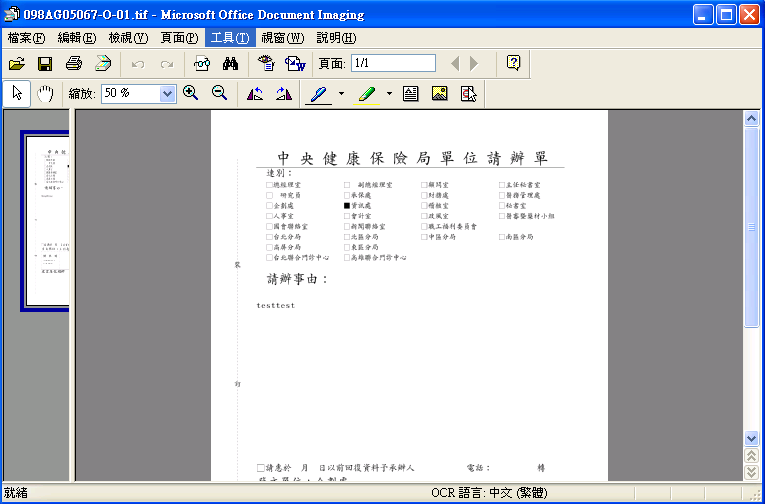 098AG05067-O-01.tif - Microsoft Office Document Imaging
檔案(F) 編輯(E) 檢視(V) 頁面(P) 工具(T) 視窗(W) 說明(H)
頁面: 1/1
縮放: 50 %
中央健康保險局單位請辦單
速別：
□總經理室 □ 副總經理室 □顧問室 □主任秘書室
□ 研究員 □承保處 □財務處 □醫務管理處
□企劃處 ■資訊處 □稽核室 □秘書室
□人事室 □會計室 □政風室 □醫審暨藥材小組
□國會聯絡室 □新聞聯絡室 □職工福利委員會
□台北分局 □北區分局 □中區分局 □南區分局
□高屏分局 □東區分局
□台北聯合門診中心 □高雄聯合門診中心
裝
請辦事由：
testtest
訂
□請惠於 月 日以前回復資料予承辦人 電話： 轉
就緒 OCR 語言: 中文 (繁體)